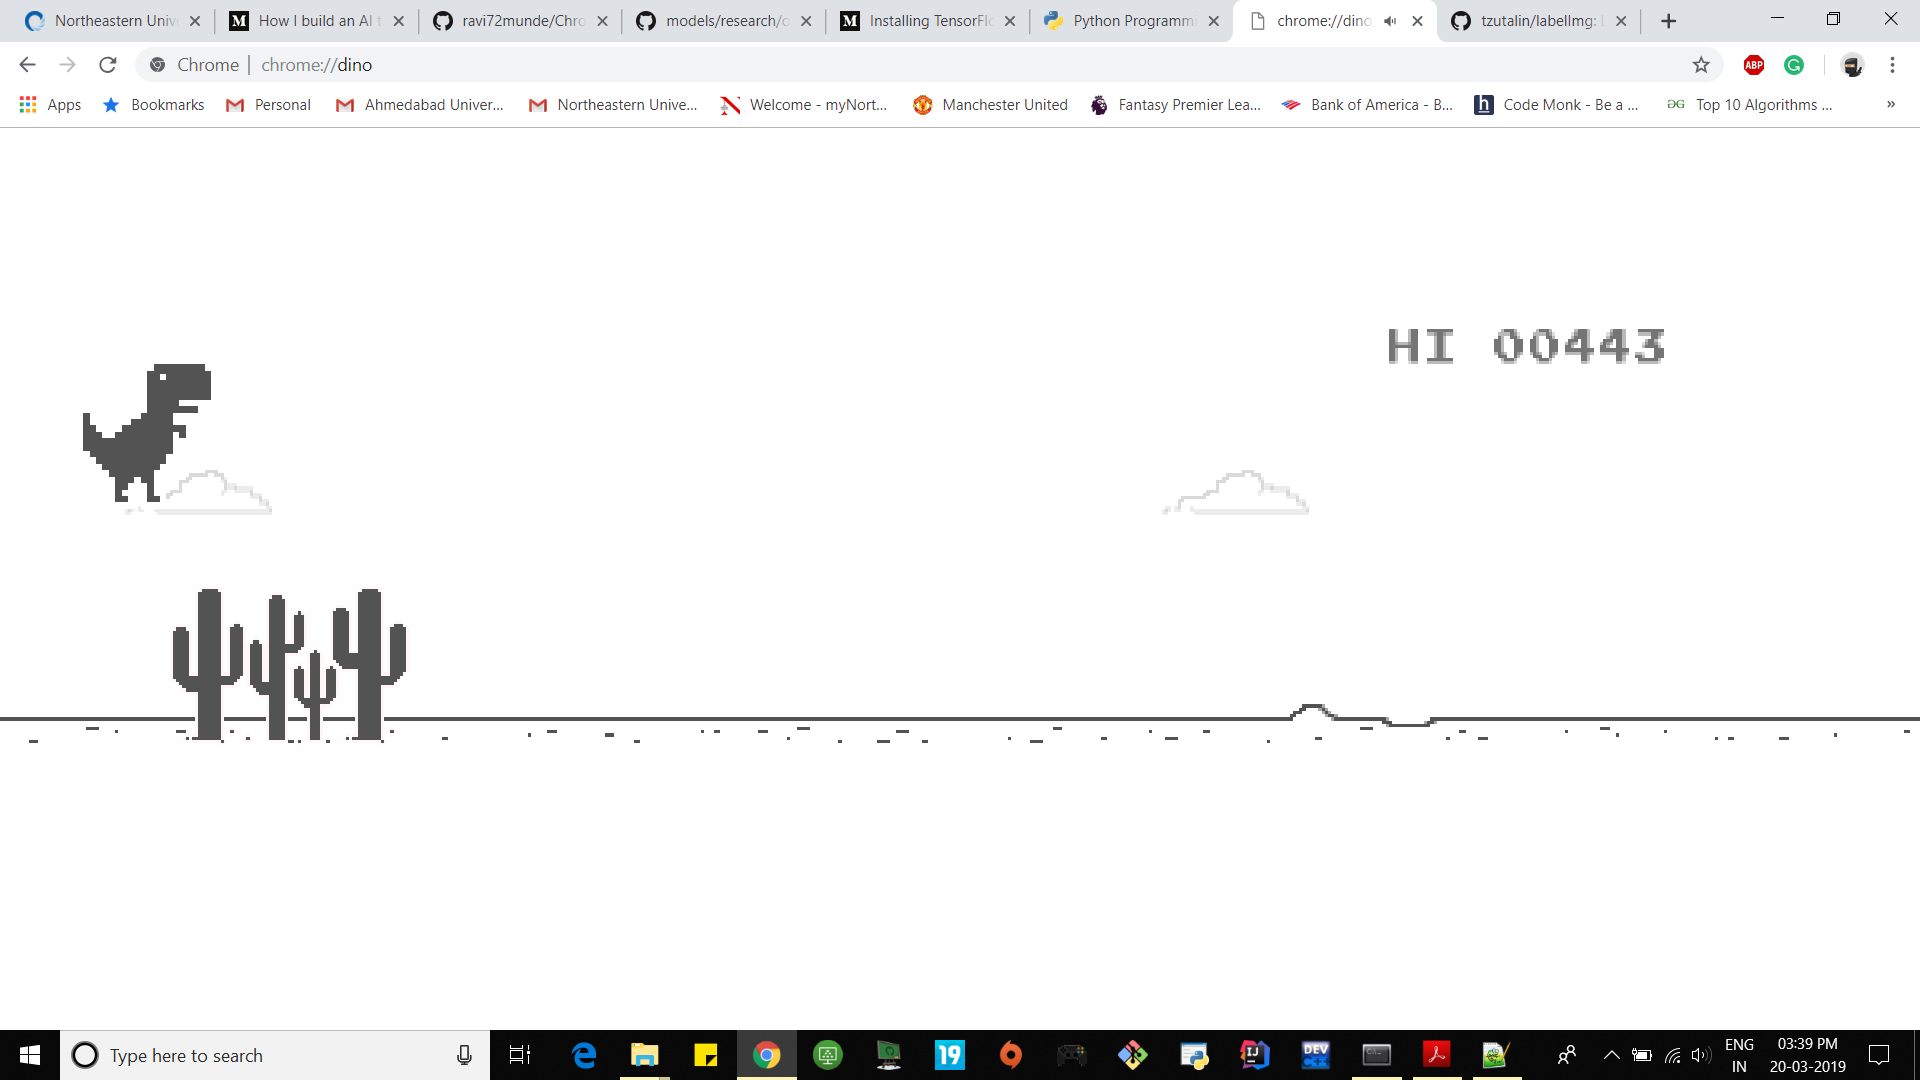 Northeastern Univ
How I build an AI t
ravi72munde/Chro
models/research/o
Installing TensorFlo
Python Programmi
chrome://dino
tzutalin/labelImg:
Chrome | chrome://dino
ABP
G
Apps
Bookmarks
Personal
Ahmedabad Univer...
Northeastern Unive...
Welcome - myNort...
Manchester United
Fantasy Premier Lea...
Bank of America - B...
Code Monk - Be a ...
Top 10 Algorithms ...
»
HI 00443
Type here to search
19
IJ
DEV
C++
ENG
IN
03:39 PM
20-03-2019